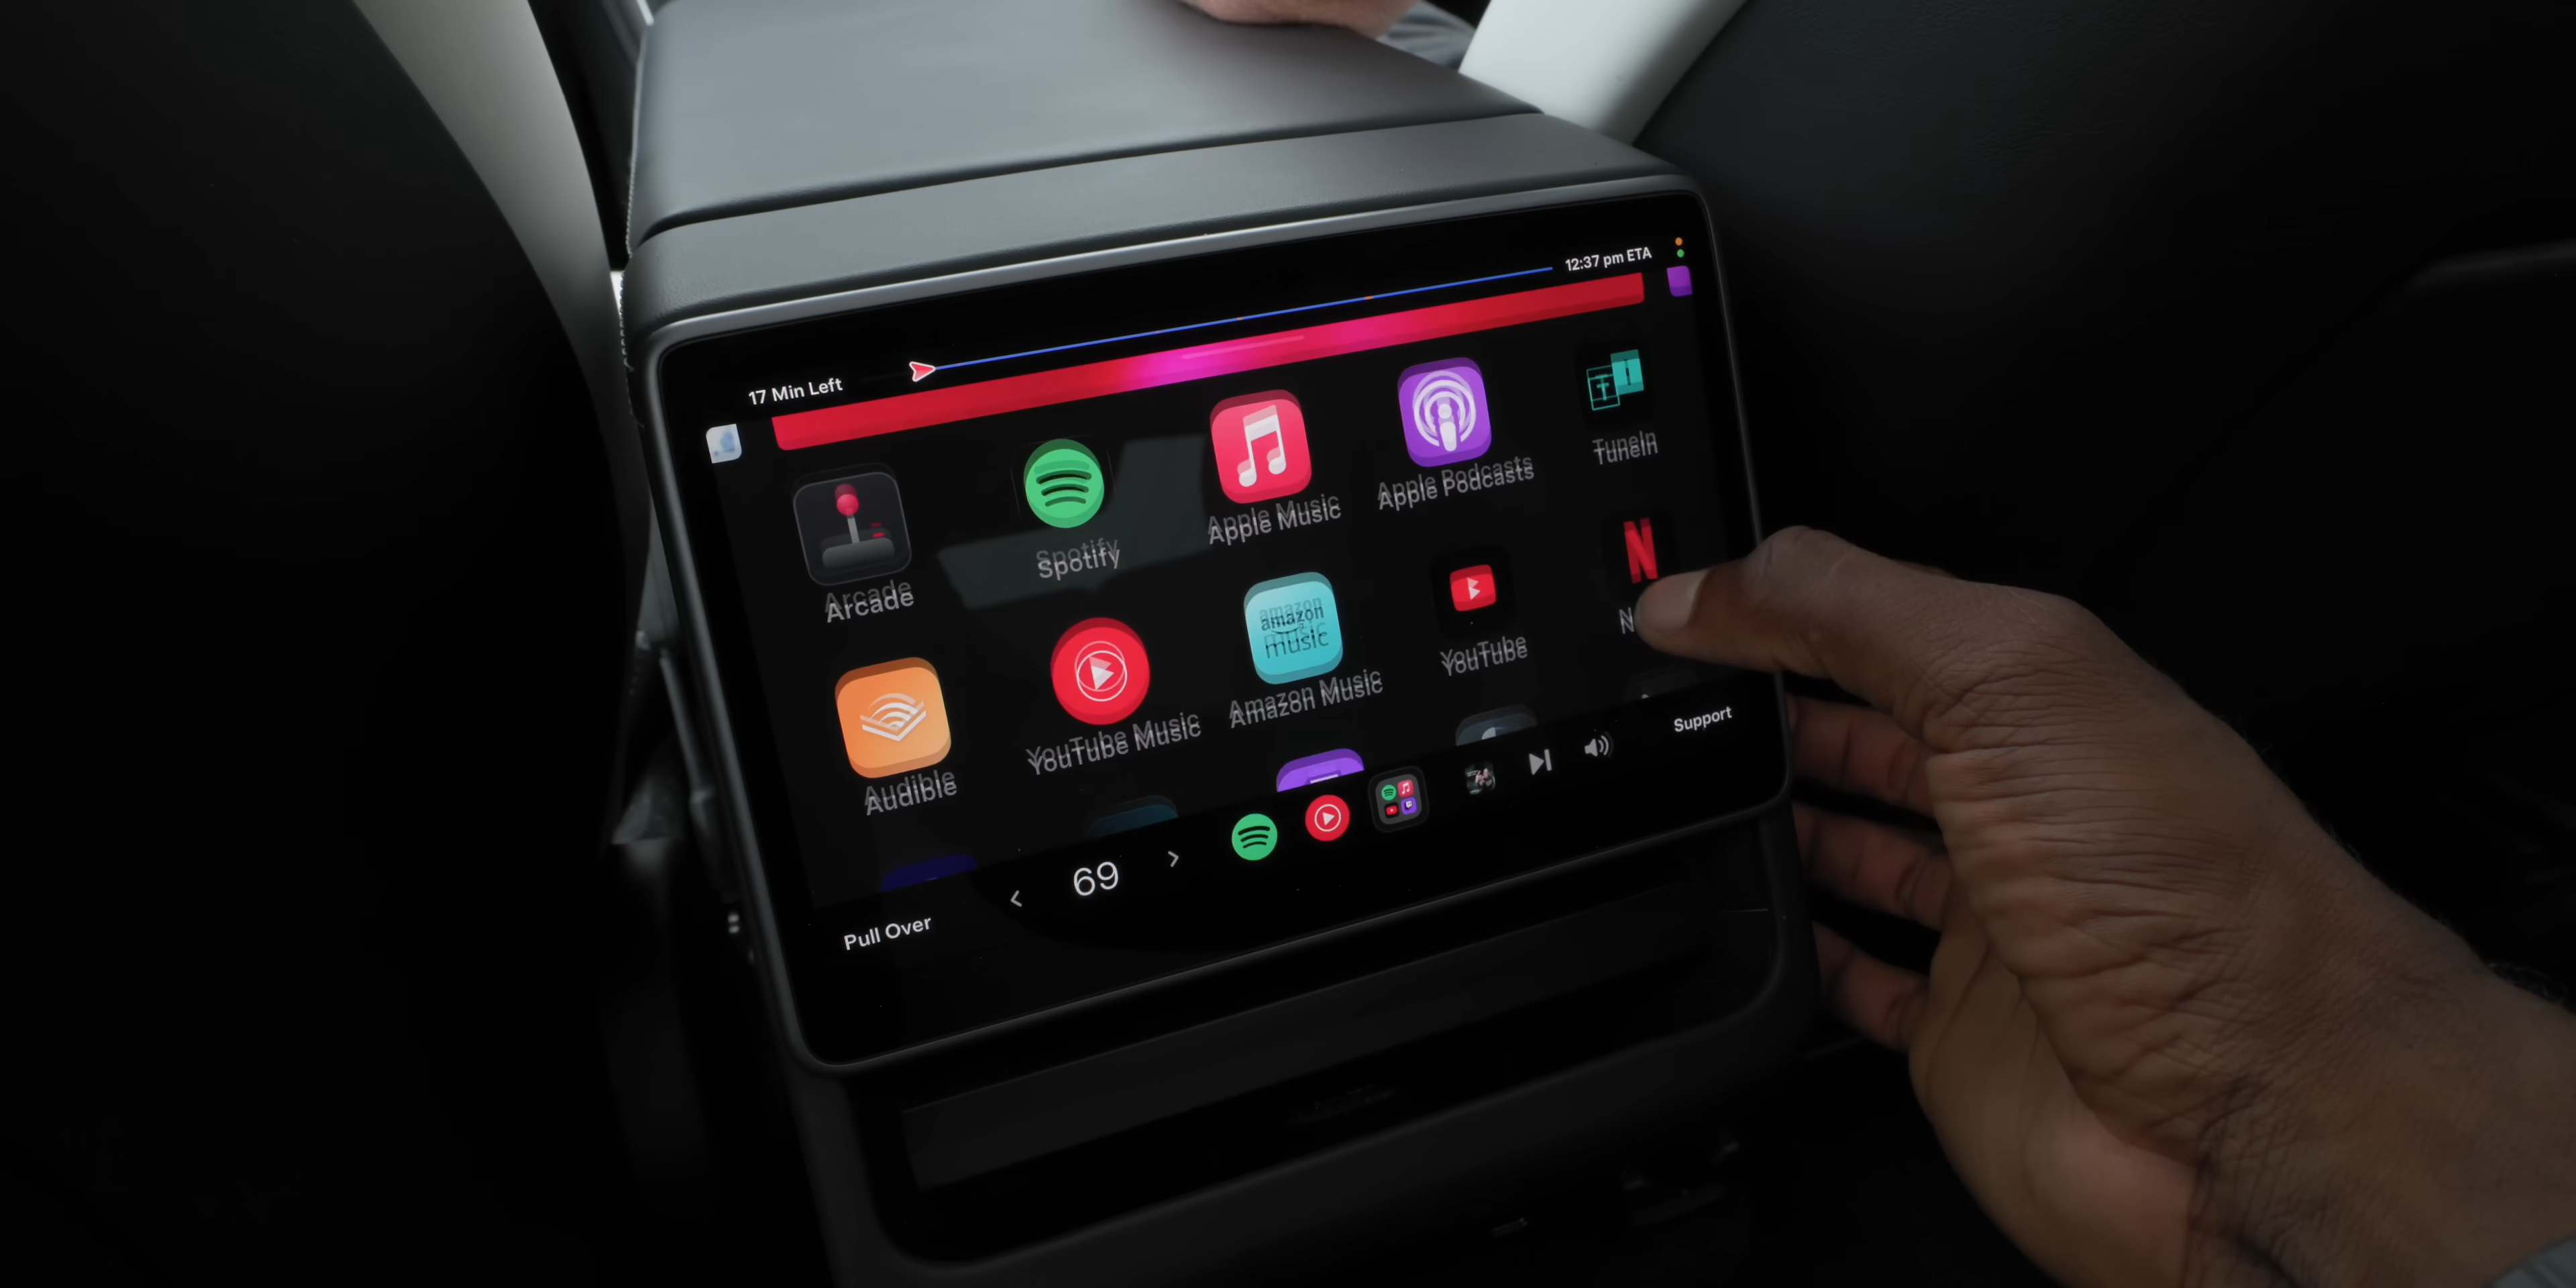 17 Min Left
12:37 pm ETA
Arcade
Spotify
Apple Music
Apple Podcasts
TuneIn
Audible
YouTube Music
amazon music
Amazon Music
YouTube
N
Pull Over
69
Support